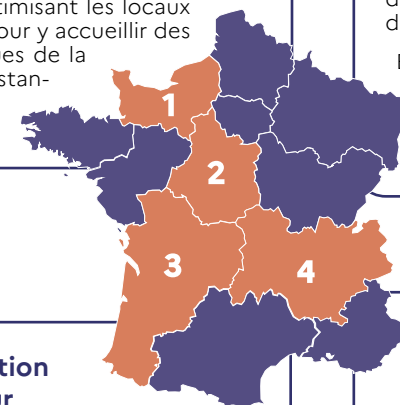 timisant les locaux
our y accueillir des
es de la
stan-
d
d
E
1
2
3
4
tion
ur